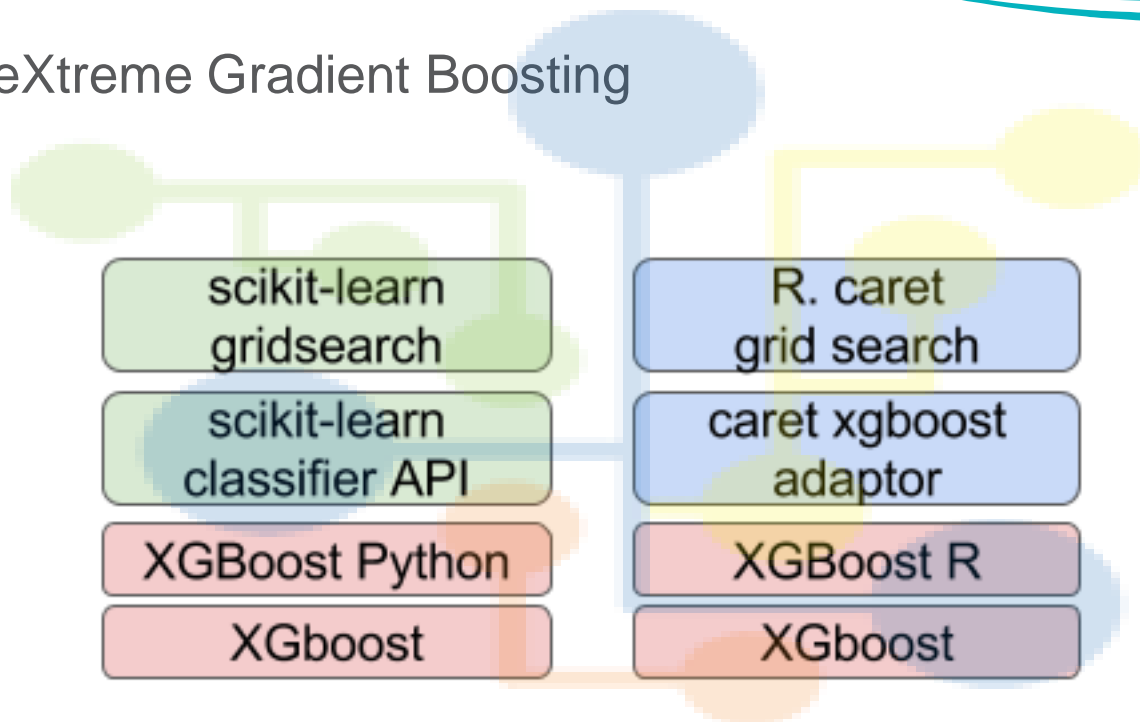 eXtreme Gradient Boosting
scikit-learn
gridsearch
scikit-learn
classifier API
XGBoost Python
XGboost
R. caret
grid search
caret xgboost
adaptor
XGBoost R
XGboost